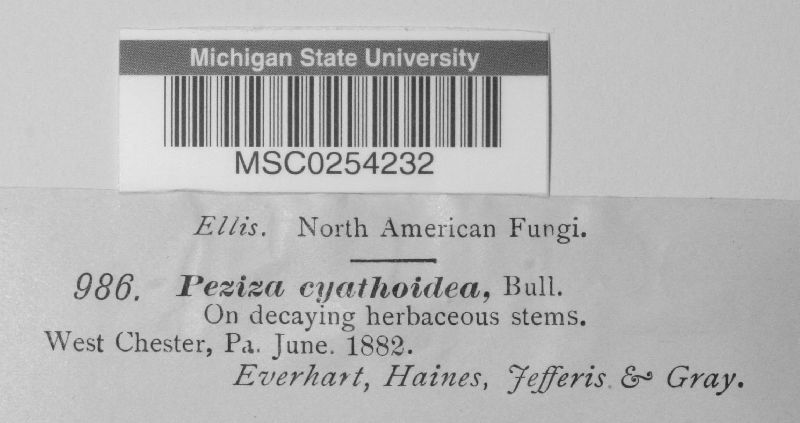 Michigan State University
MSC0254232
Ellis. North American Fungi.
986. Peziza cyathoidea, Bull.
On decaying herbaceous stems.
West Chester, Pa. June. 1882.
Everhart, Haines, Jefferis & Gray.